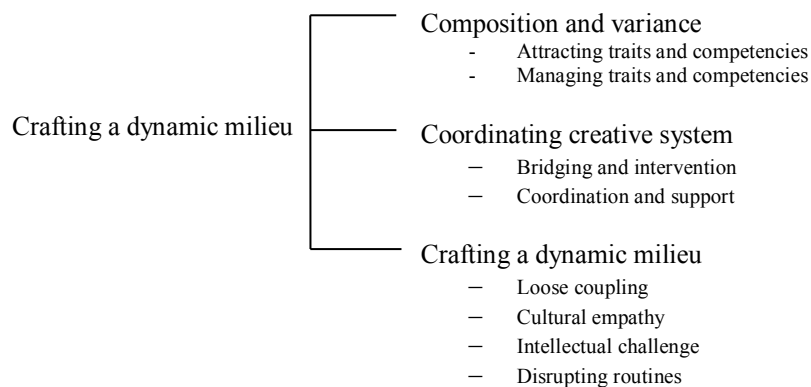 Composition and variance
- Attracting traits and competencies
- Managing traits and competencies
Crafting a dynamic milieu
Coordinating creative system
– Bridging and intervention
– Coordination and support
Crafting a dynamic milieu
– Loose coupling
– Cultural empathy
– Intellectual challenge
– Disrupting routines